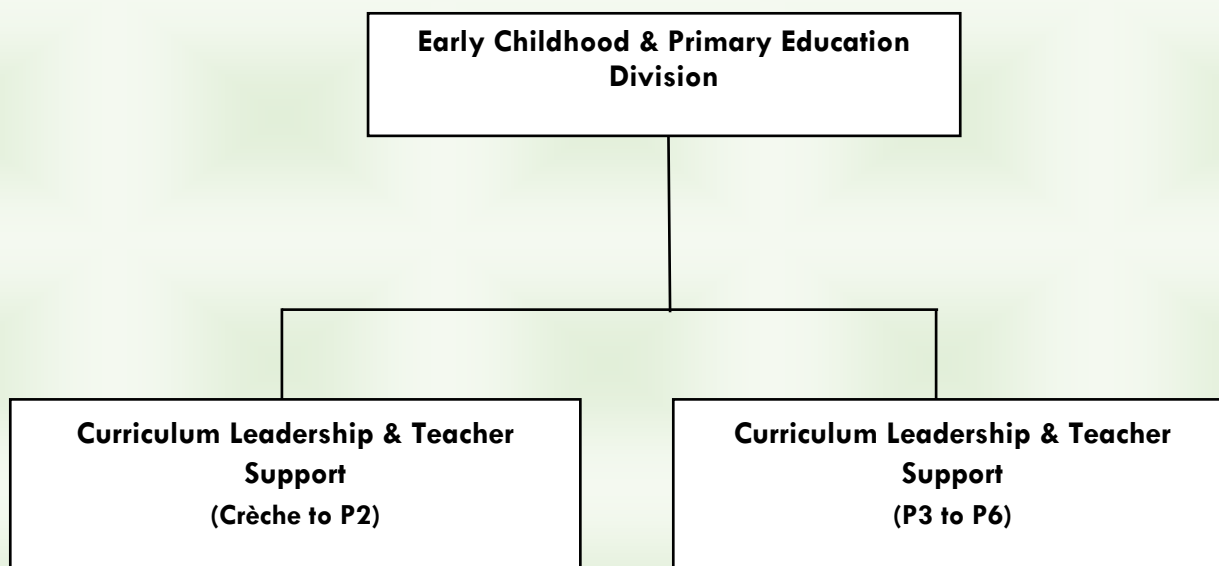 Early Childhood & Primary Education
Division
Curriculum Leadership & Teacher
Support
(Crèche to P2)
Curriculum Leadership & Teacher
Support
(P3 to P6)